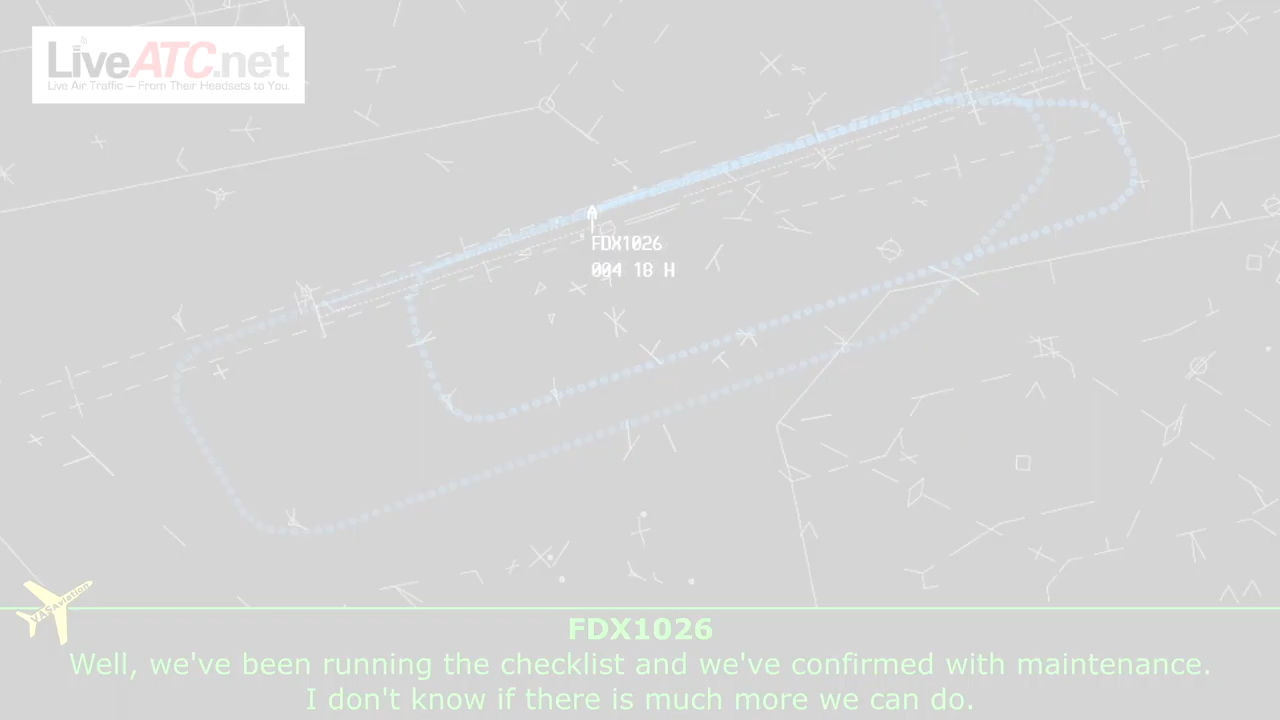 LiveATC.net
Live Air Traffic — From Their Headsets to You.
FDX1026
004 18 H
VASAviation
FDX1026
Well, we've been running the checklist and we've confirmed with maintenance.
I don't know if there is much more we can do.